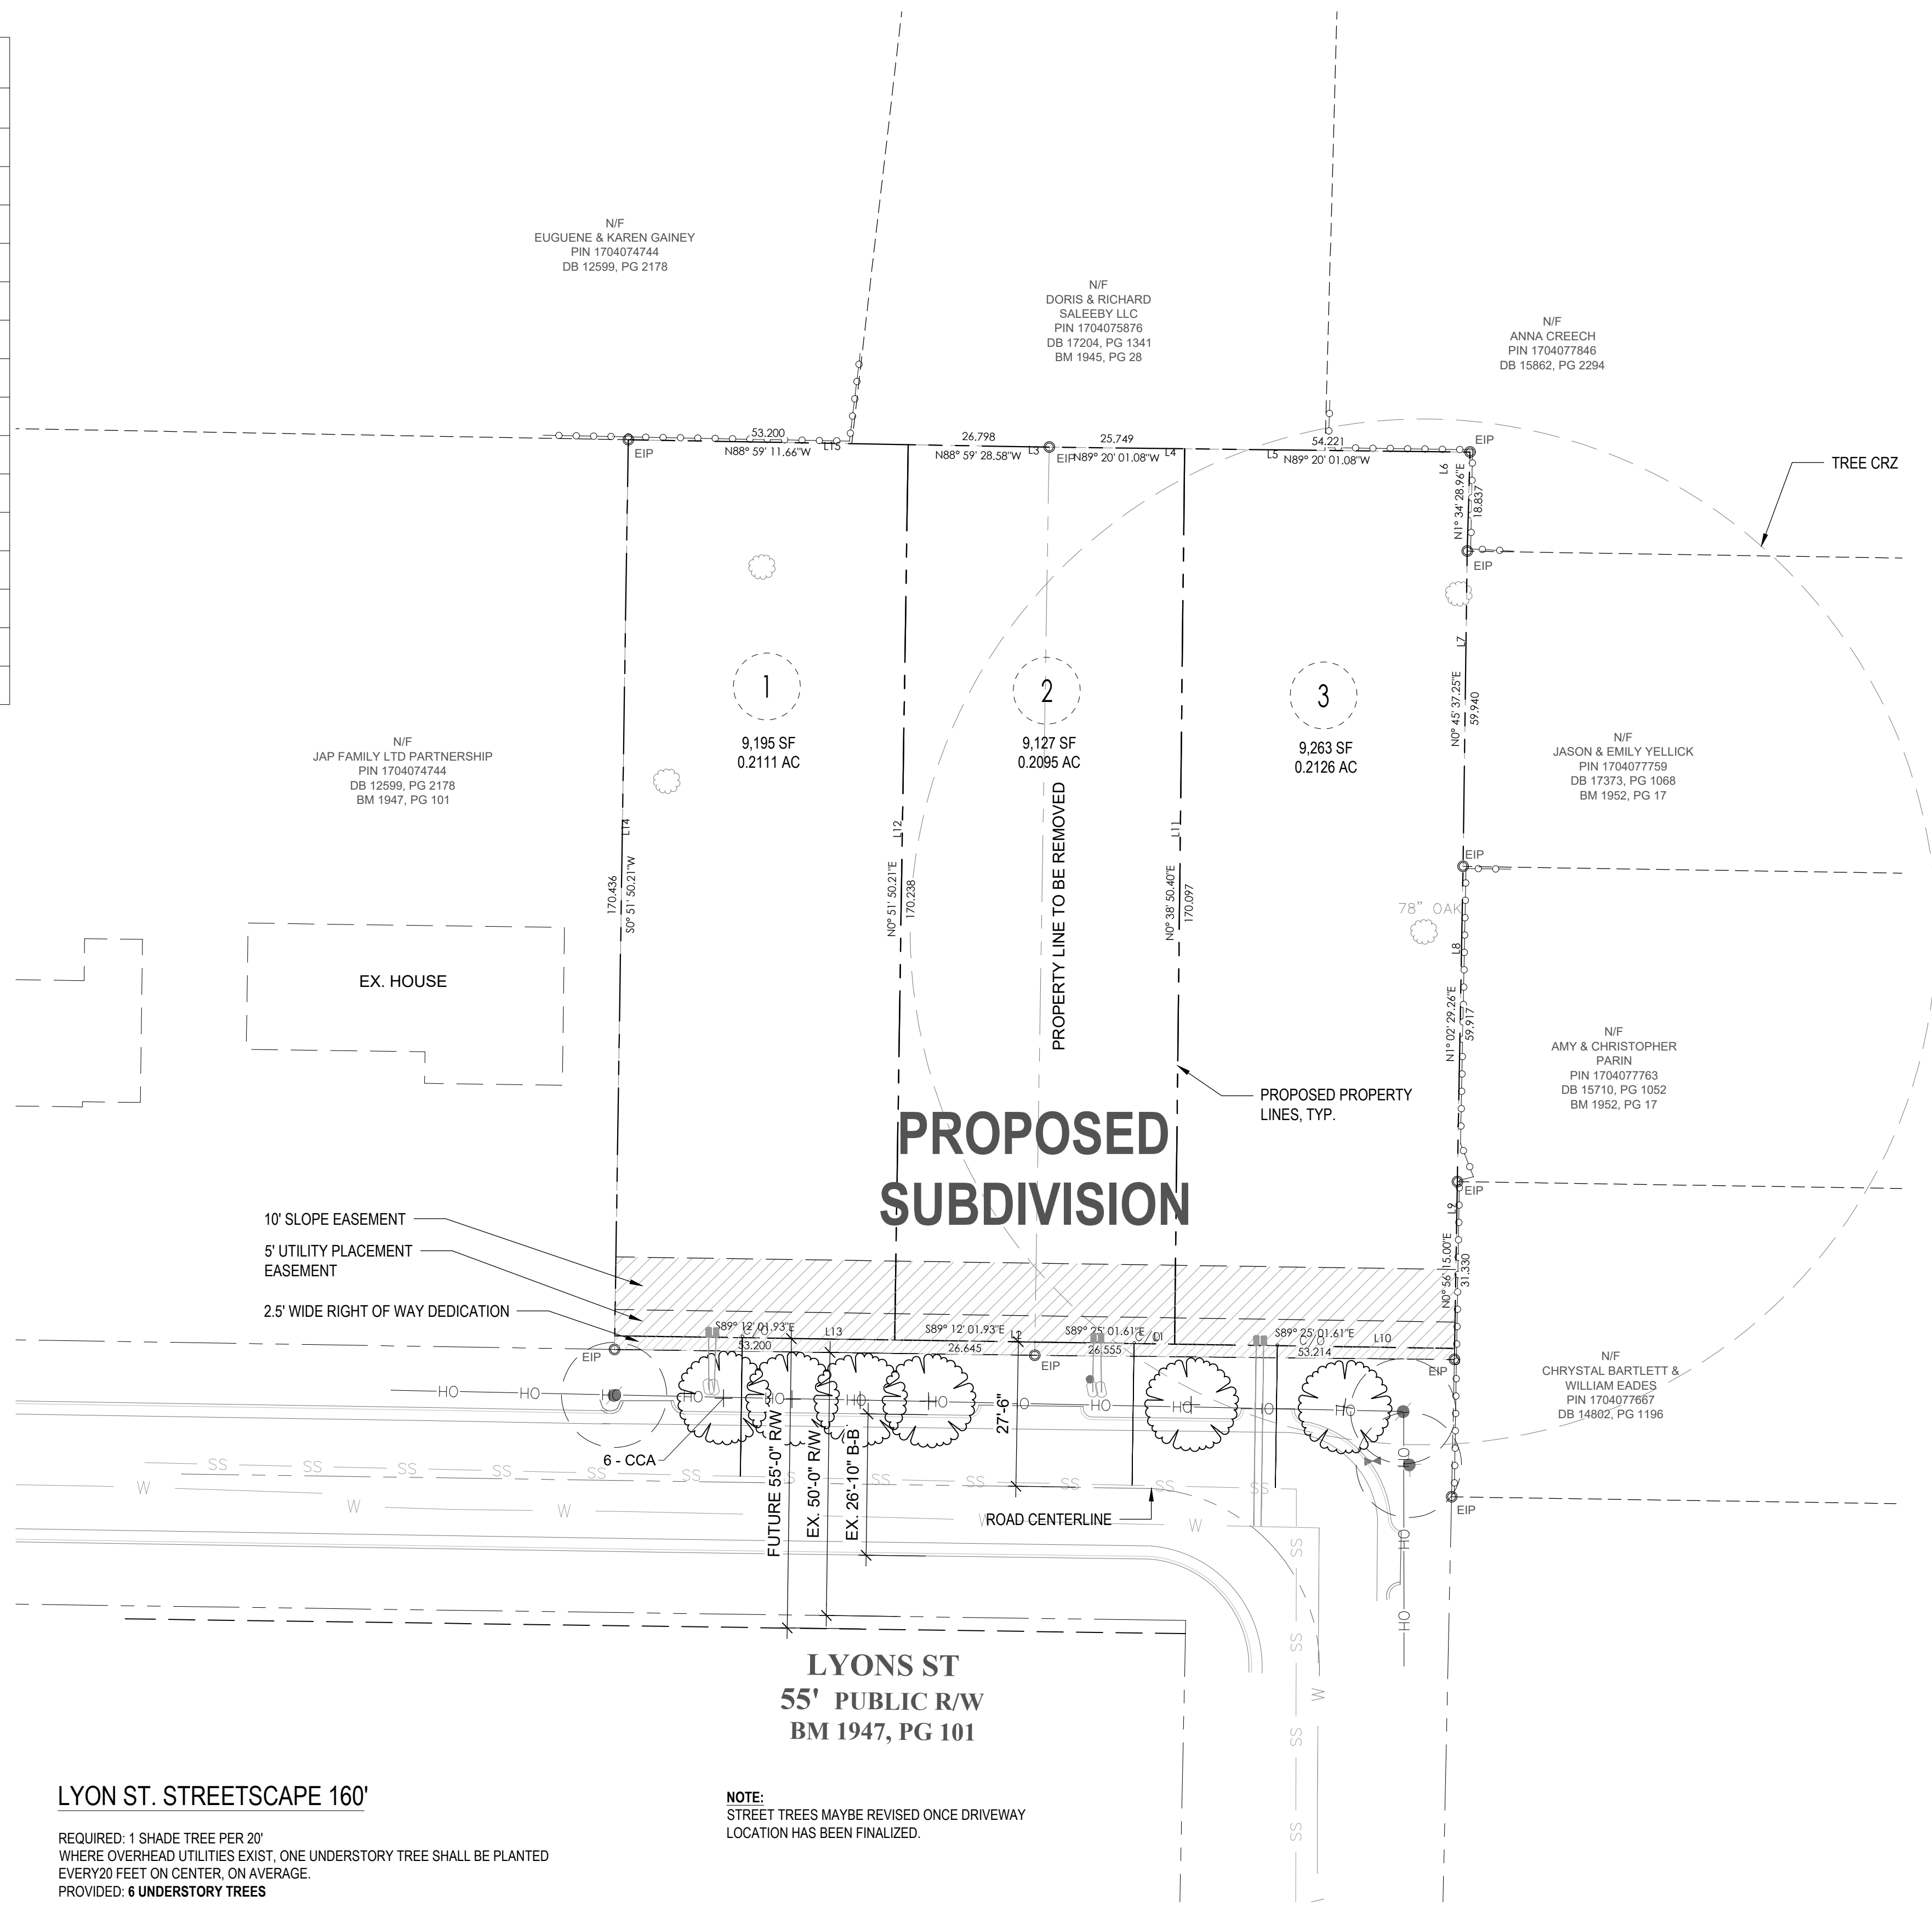 N/F
EUGUENE & KAREN GAINEY
PIN 1704074744
DB 12599, PG 2178
N/F
DORIS & RICHARD
SALEEBY LLC
PIN 1704075876
DB 17204, PG 1341
BM 1945, PG 28
N/F
ANNA CREECH
PIN 1704077846
DB 15862, PG 2294
53.200
L15
N88° 59' 11.66"W
EIP
26.798
N88° 59' 28.58"W
L3
EIP
25.749
N89° 20' 01.08"W
L4
54.221
L5
N89° 20' 01.08"W
EIP
L6
N1° 34' 28.96"E
18.837
EIP
TREE CRZ
L7
N0° 45' 37.25"E
59.940
1
9,195 SF
0.2111 AC
2
9,127 SF
0.2095 AC
3
9,263 SF
0.2126 AC
N/F
JAP FAMILY LTD PARTNERSHIP
PIN 1704074744
DB 12599, PG 2178
BM 1947, PG 101
N/F
JASON & EMILY YELLICK
PIN 1704077759
DB 17373, PG 1068
BM 1952, PG 17
L14
170.436
S0° 51' 50.21"W
L12
N0° 51' 50.21"E
170.238
PROPERTY LINE TO BE REMOVED
L11
N0° 38' 50.40"E
170.097
EIP
78" OAK
L8
N1° 02' 29.26"E
59.917
EX. HOUSE
N/F
AMY & CHRISTOPHER
PARIN
PIN 1704077763
DB 15710, PG 1052
BM 1952, PG 17
PROPOSED PROPERTY
LINES, TYP.
PROPOSED
SUBDIVISION
EIP
L9
N0° 56' 15.00"E
31.330
10' SLOPE EASEMENT
5' UTILITY PLACEMENT
EASEMENT
2.5' WIDE RIGHT OF WAY DEDICATION
S89° 12' 01.93"E
C/O
L13
53.200
S89° 12' 01.93"E
L2
26.645
S89° 25' 01.61"E
C/O
L1
26.555
S89° 25' 01.61"E
C/O
L10
53.214
EIP
EIP
EIP
N/F
CHRYSTAL BARTLETT &
WILLIAM EADES
PIN 1704077667
DB 14802, PG 1196
HO
HO
HO
HO
HO
HO
HO
HO
HO
HO
HO
HO
6 - CCA
FUTURE 55'-0" R/W
EX. 50'-0" R/W
EX. 26'-10" B-B
27'-6"
SS
SS
SS
SS
SS
SS
SS
SS
SS
SS
SS
SS
W
W
W
W
W
ROAD CENTERLINE
EIP
OH
OH
OH
SS
SS
SS
SS
W
LYONS ST
55' PUBLIC R/W
BM 1947, PG 101
LYON ST. STREETSCAPE 160'
REQUIRED: 1 SHADE TREE PER 20'
WHERE OVERHEAD UTILITIES EXIST, ONE UNDERSTORY TREE SHALL BE PLANTED
EVERY20 FEET ON CENTER, ON AVERAGE.
PROVIDED: 6 UNDERSTORY TREES
NOTE:
STREET TREES MAYBE REVISED ONCE DRIVEWAY
LOCATION HAS BEEN FINALIZED.